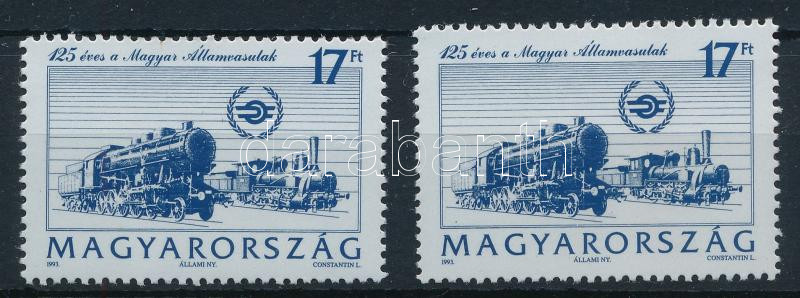 125 éves a Magyar Államvasutak 17 Ft
MAGYARORSZÁG
1993. ÁLLAMI NY. CONSTANTIN L.
125 éves a Magyar Államvasutak 17 Ft
MAGYARORSZÁG
1993. ÁLLAMI NY. CONSTANTIN L.
darabanth